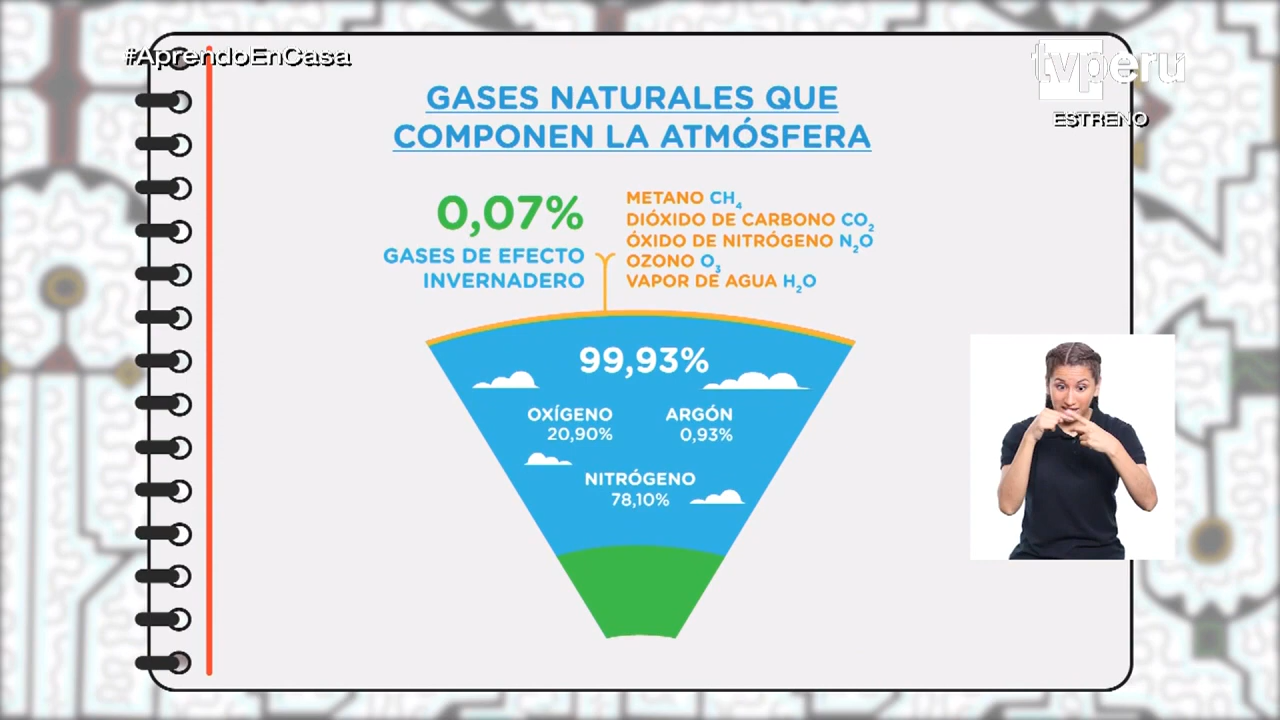 #AprendoEnCasa
tvperu
ESTRENO
GASES NATURALES QUE
COMPONEN LA ATMÓSFERA
0,07%
GASES DE EFECTO
INVERNADERO
METANO CH₄
DIÓXIDO DE CARBONO CO₂
ÓXIDO DE NITRÓGENO N₂O
OZONO O₃
VAPOR DE AGUA H₂O
99,93%
OXÍGENO
20,90%
ARGÓN
0,93%
NITRÓGENO
78,10%